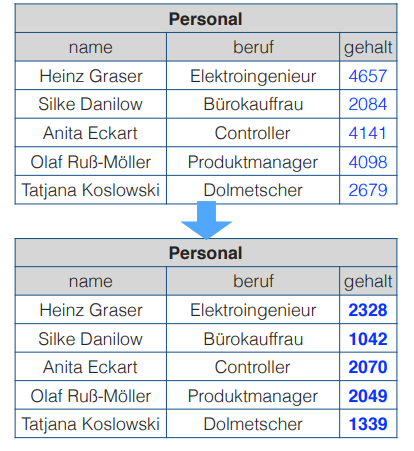 Personal
name beruf gehalt
Heinz Graser Elektroingenieur 4657
Silke Danilow Bürokauffrau 2084
Anita Eckart Controller 4141
Olaf Ruß-Möller Produktmanager 4098
Tatjana Koslowski Dolmetscher 2679
Personal
name beruf gehalt
Heinz Graser Elektroingenieur 2328
Silke Danilow Bürokauffrau 1042
Anita Eckart Controller 2070
Olaf Ruß-Möller Produktmanager 2049
Tatjana Koslowski Dolmetscher 1339